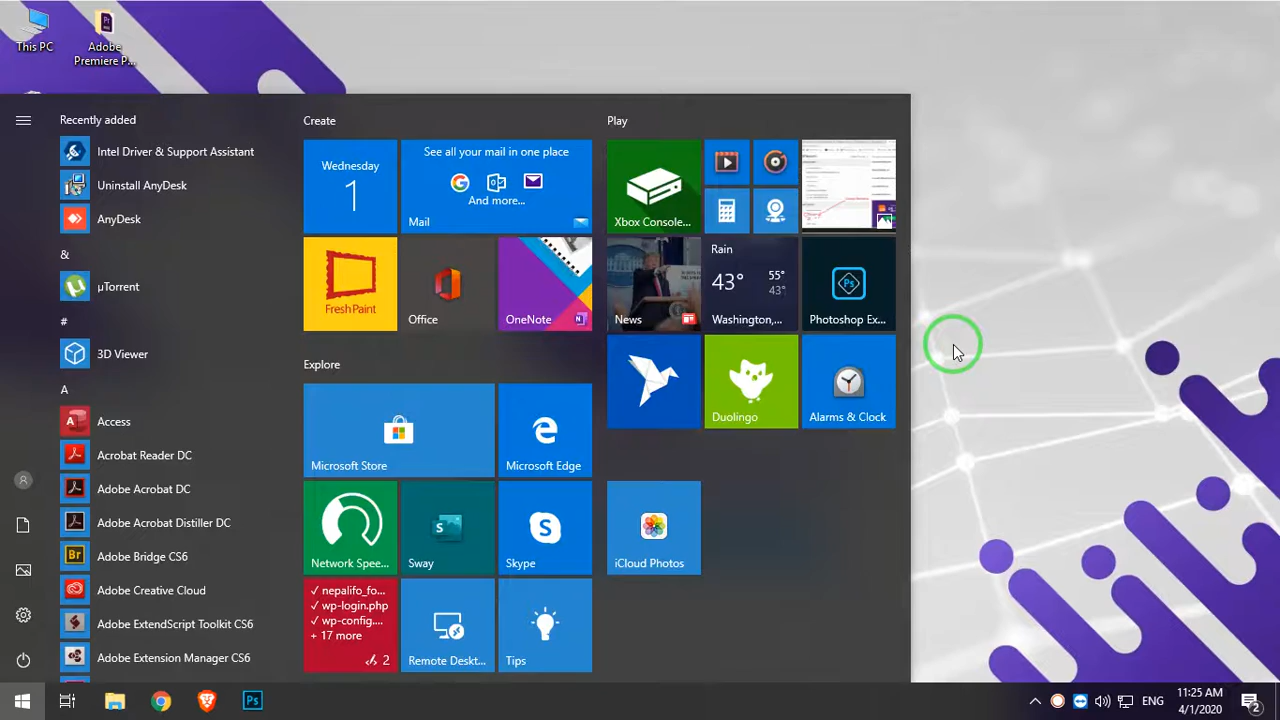 This PC
Adobe
Premiere P...
Recently added
Intel Driver & Support Assistant
Uninstall AnyDesk
AnyDesk
&
µTorrent
#
3D Viewer
A
Access
Acrobat Reader DC
Adobe Acrobat DC
Adobe Acrobat Distiller DC
Br
Adobe Bridge CS6
Adobe Creative Cloud
Adobe ExtendScript Toolkit CS6
Adobe Extension Manager CS6
Create
Wednesday
1
See all your mail in one place
And more...
Mail
Fresh Paint
Office
OneNote
Explore
Microsoft Store
Microsoft Edge
Network Spee...
Sway
Skype
✓ nepalifo_fo...
✓ wp-login.php
✓ wp-config....
+ 17 more
2
Remote Deskt...
Tips
Play
Xbox Console...
News
Rain
43°
55°
43°
Washington,...
Ps
Photoshop Ex...
Duolingo
Alarms & Clock
iCloud Photos
Ps
ENG
11:25 AM
4/1/2020
2